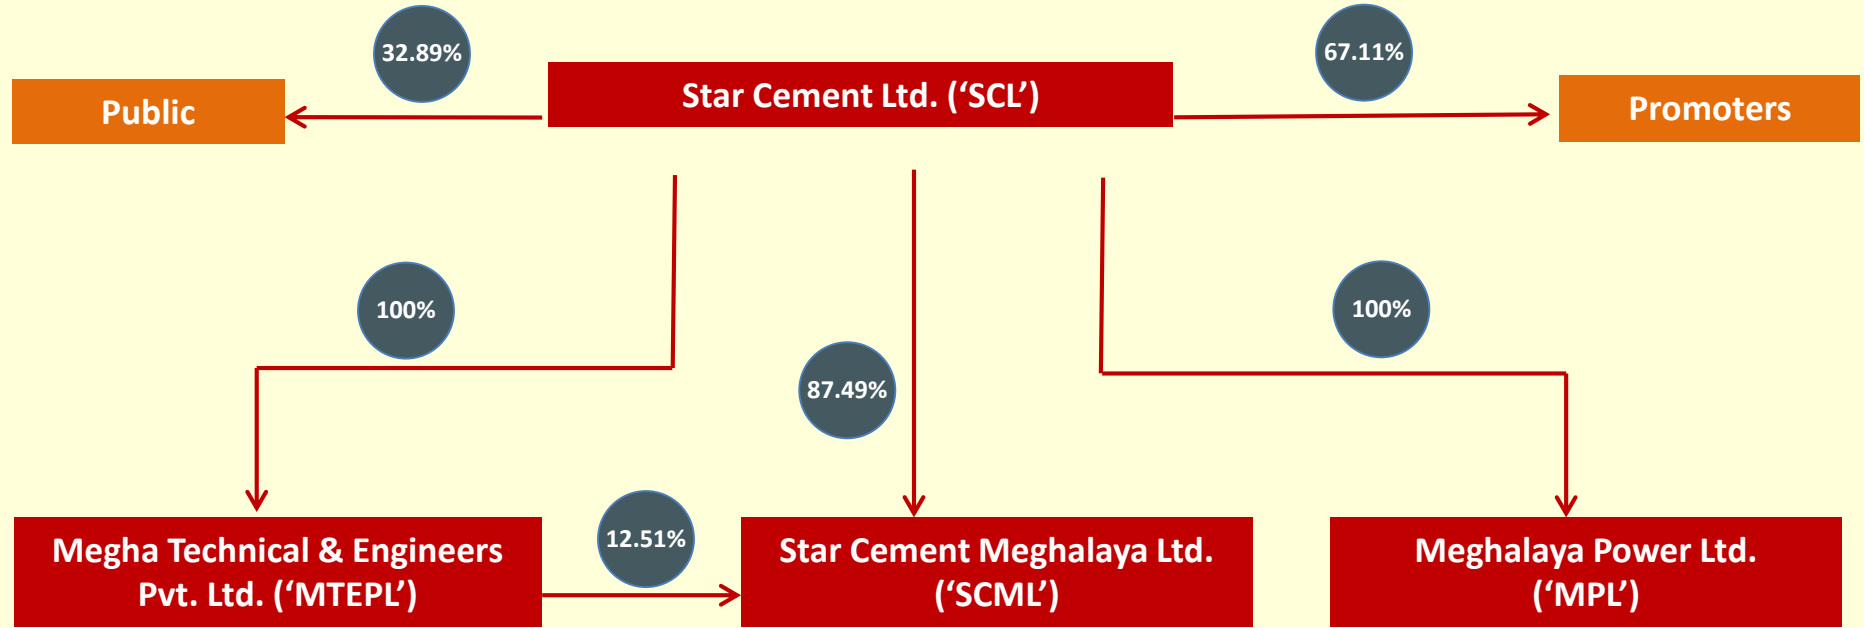 32.89%
67.11%
Public
Star Cement Ltd. (‘SCL’)
Promoters
100%
100%
87.49%
12.51%
Megha Technical & Engineers
Pvt. Ltd. (‘MTEPL’)
Star Cement Meghalaya Ltd.
(‘SCML’)
Meghalaya Power Ltd.
(‘MPL’)